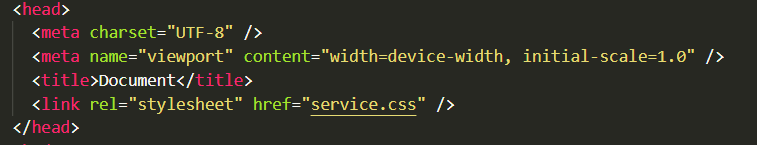 <head>
<meta charset="UTF-8" />
<meta name="viewport" content="width=device-width, initial-scale=1.0" />
<title>Document</title>
<link rel="stylesheet" href="service.css" />
</head>